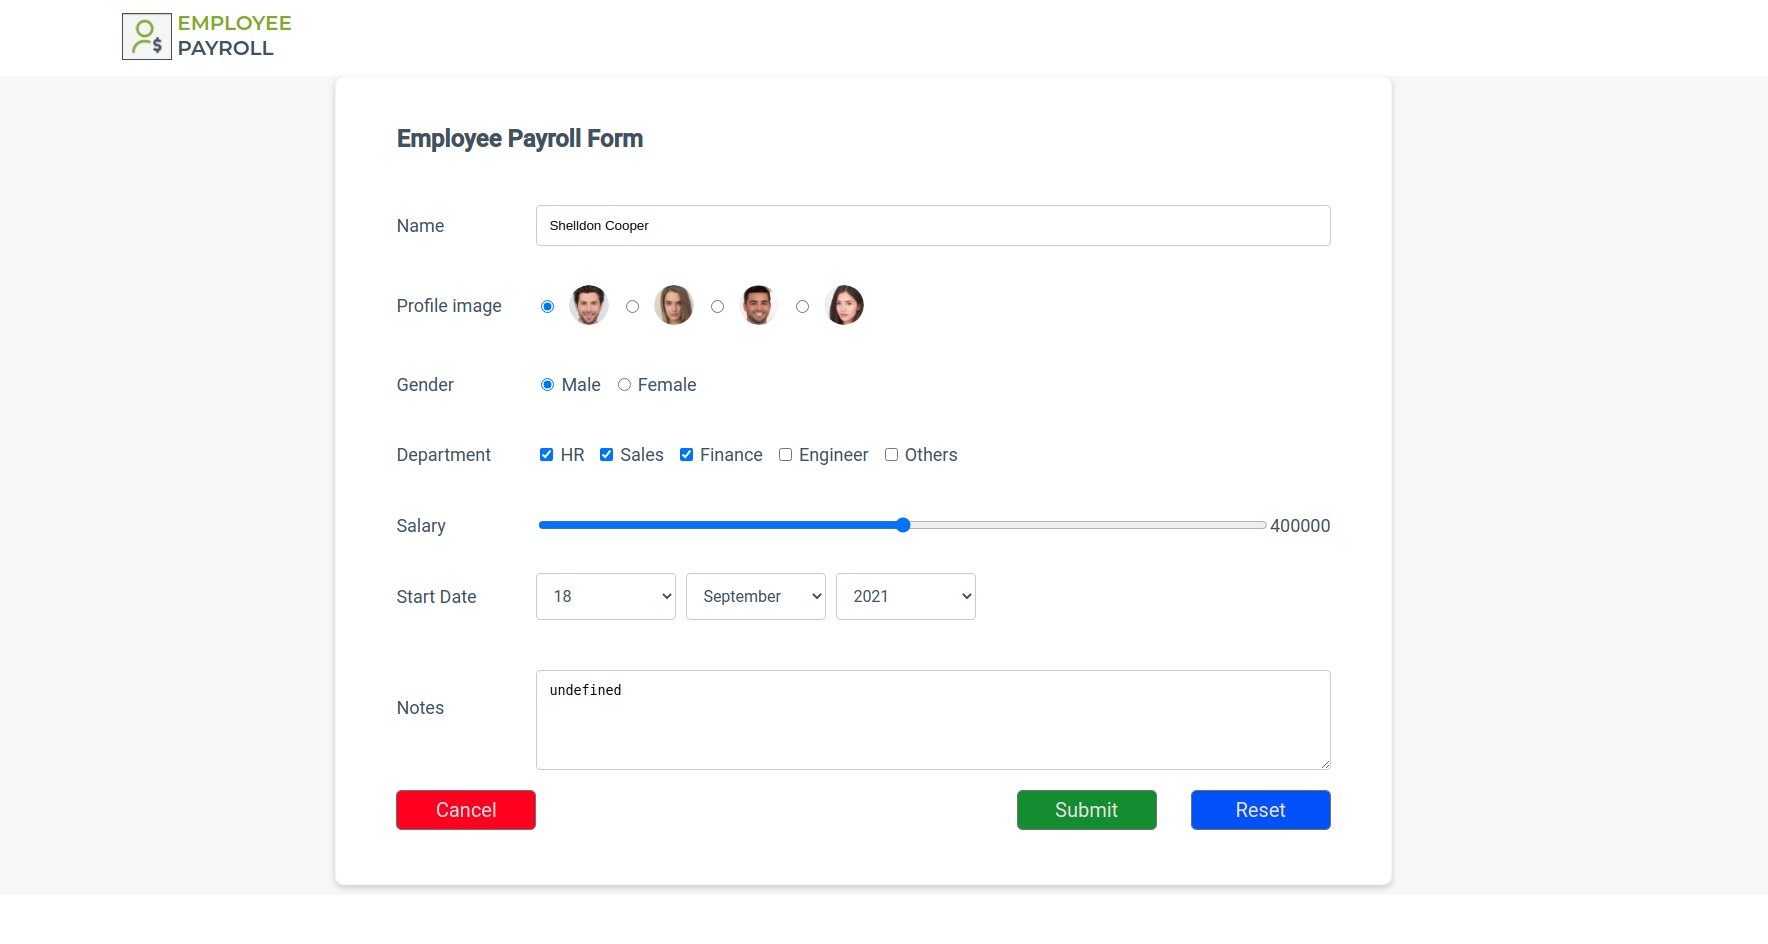 EMPLOYEE
PAYROLL
Employee Payroll Form
Name Shelldon Cooper
Profile image
Gender Male Female
Department HR Sales Finance Engineer Others
Salary 400000
Start Date 18 September 2021
Notes undefined
Cancel Submit Reset